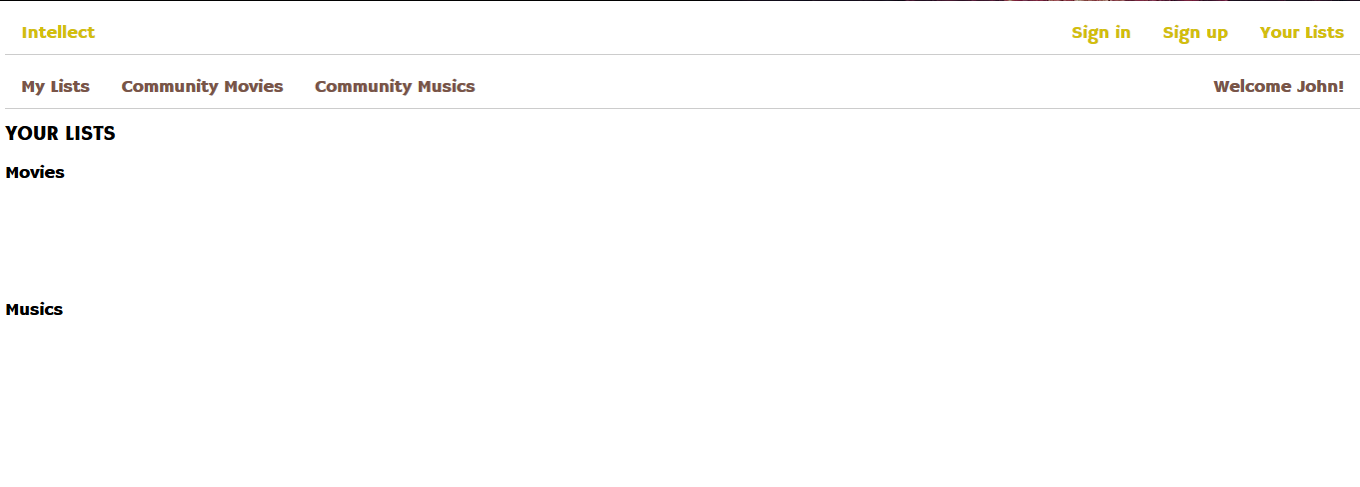 Intellect Sign in Sign up Your Lists
My Lists Community Movies Community Musics Welcome John!
YOUR LISTS
Movies
Musics